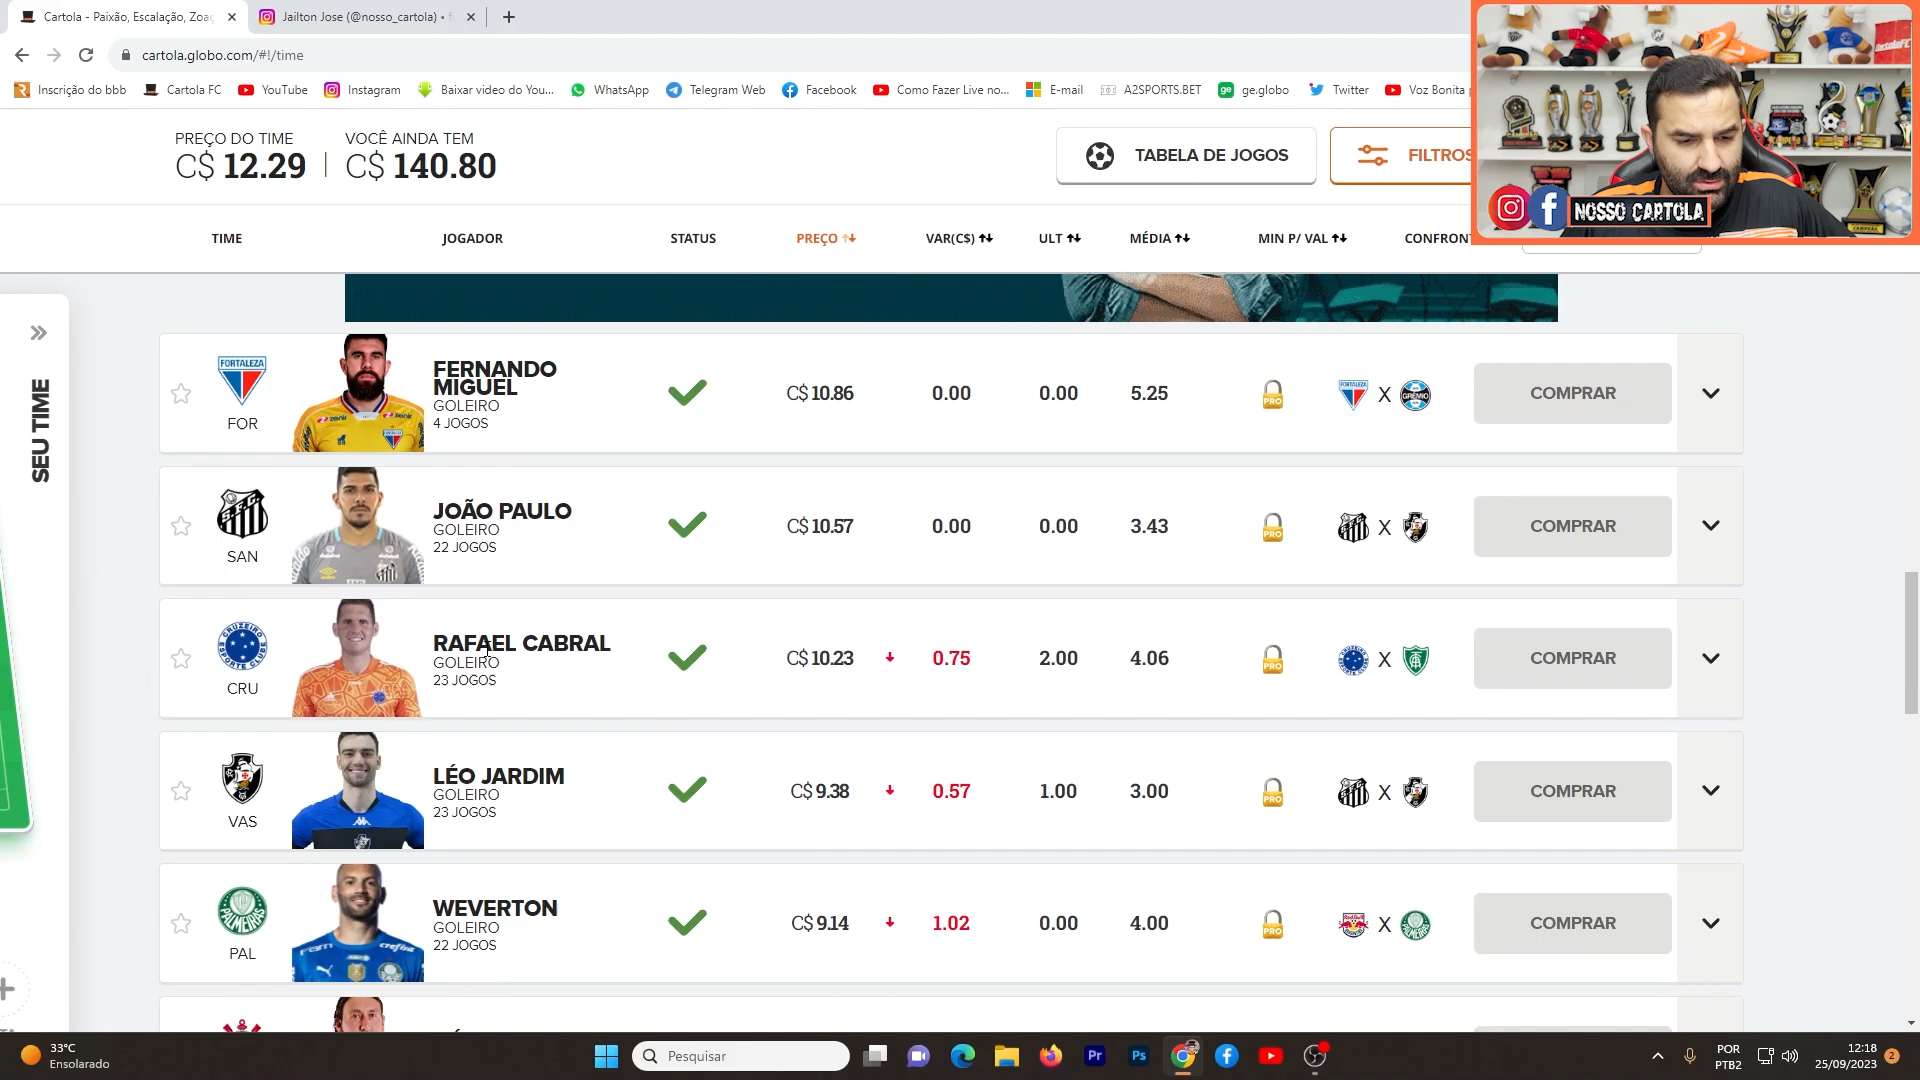 Cartola - Paixão, Escalação, Zoaç
Jailton Jose (@nosso_cartola) •
cartola.globo.com/#!/time
Inscrição do bbb
Cartola FC
YouTube
Instagram
Baixar video do You...
WhatsApp
Telegram Web
Facebook
Como Fazer Live no...
E-mail
A2SPORTS.BET
ge.globo
Twitter
Voz Bonita
PREÇO DO TIME
C$ 12.29
VOCÊ AINDA TEM
C$ 140.80
TABELA DE JOGOS
FILTROS
NOSSO CARTOLA
TIME JOGADOR STATUS PREÇO VAR(C$) ULT MÉDIA MIN P/ VAL CONFRONT
SEU TIME
FORTALEZA
FOR
FERNANDO
MIGUEL
GOLEIRO
4 JOGOS
C$ 10.86 0.00 0.00 5.25 PRO X COMPRAR
SAN
JOÃO PAULO
GOLEIRO
22 JOGOS
C$ 10.57 0.00 0.00 3.43 PRO X COMPRAR
CRU
RAFAEL CABRAL
GOLEIRO
23 JOGOS
C$ 10.23 0.75 2.00 4.06 PRO X COMPRAR
VAS
LÉO JARDIM
GOLEIRO
23 JOGOS
C$ 9.38 0.57 1.00 3.00 PRO X COMPRAR
PALMEIRAS
PAL
WEVERTON
GOLEIRO
22 JOGOS
C$ 9.14 1.02 0.00 4.00 PRO X COMPRAR
33°C
Ensolarado
Pesquisar
Pr
Ps
POR
PTB2
12:18
25/09/2023
2